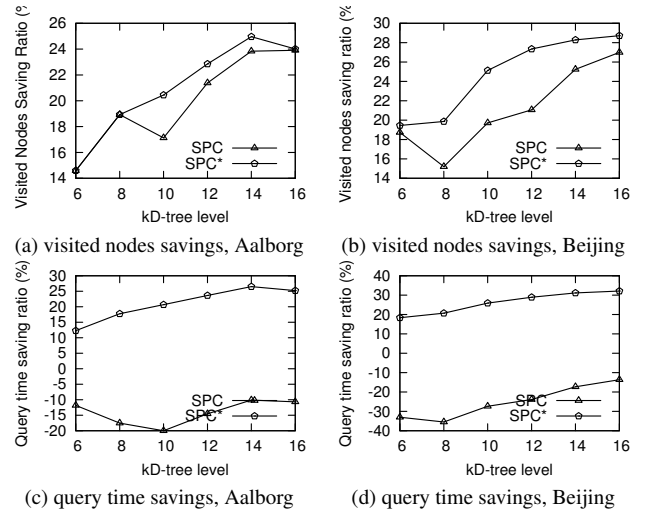 Visited Nodes Saving Ratio (%)
26
24
22
20
18
16
14
SPC
SPC*
6 8 10 12 14 16
kD-tree level
(a) visited nodes savings, Aalborg
Visited nodes saving ratio (%
30
28
26
24
22
20
18
16
14
SPC
SPC*
6 8 10 12 14 16
kD-tree level
(b) visited nodes savings, Beijing
Query time saving ratio (%)
30
25
20
15
10
5
0
-5
-10
-15
-20
SPC
SPC*
6 8 10 12 14 16
kD-tree level
(c) query time savings, Aalborg
Query time saving ratio (%)
40
30
20
10
0
-10
-20
-30
-40
SPC
SPC*
6 8 10 12 14 16
kD-tree level
(d) query time savings, Beijing